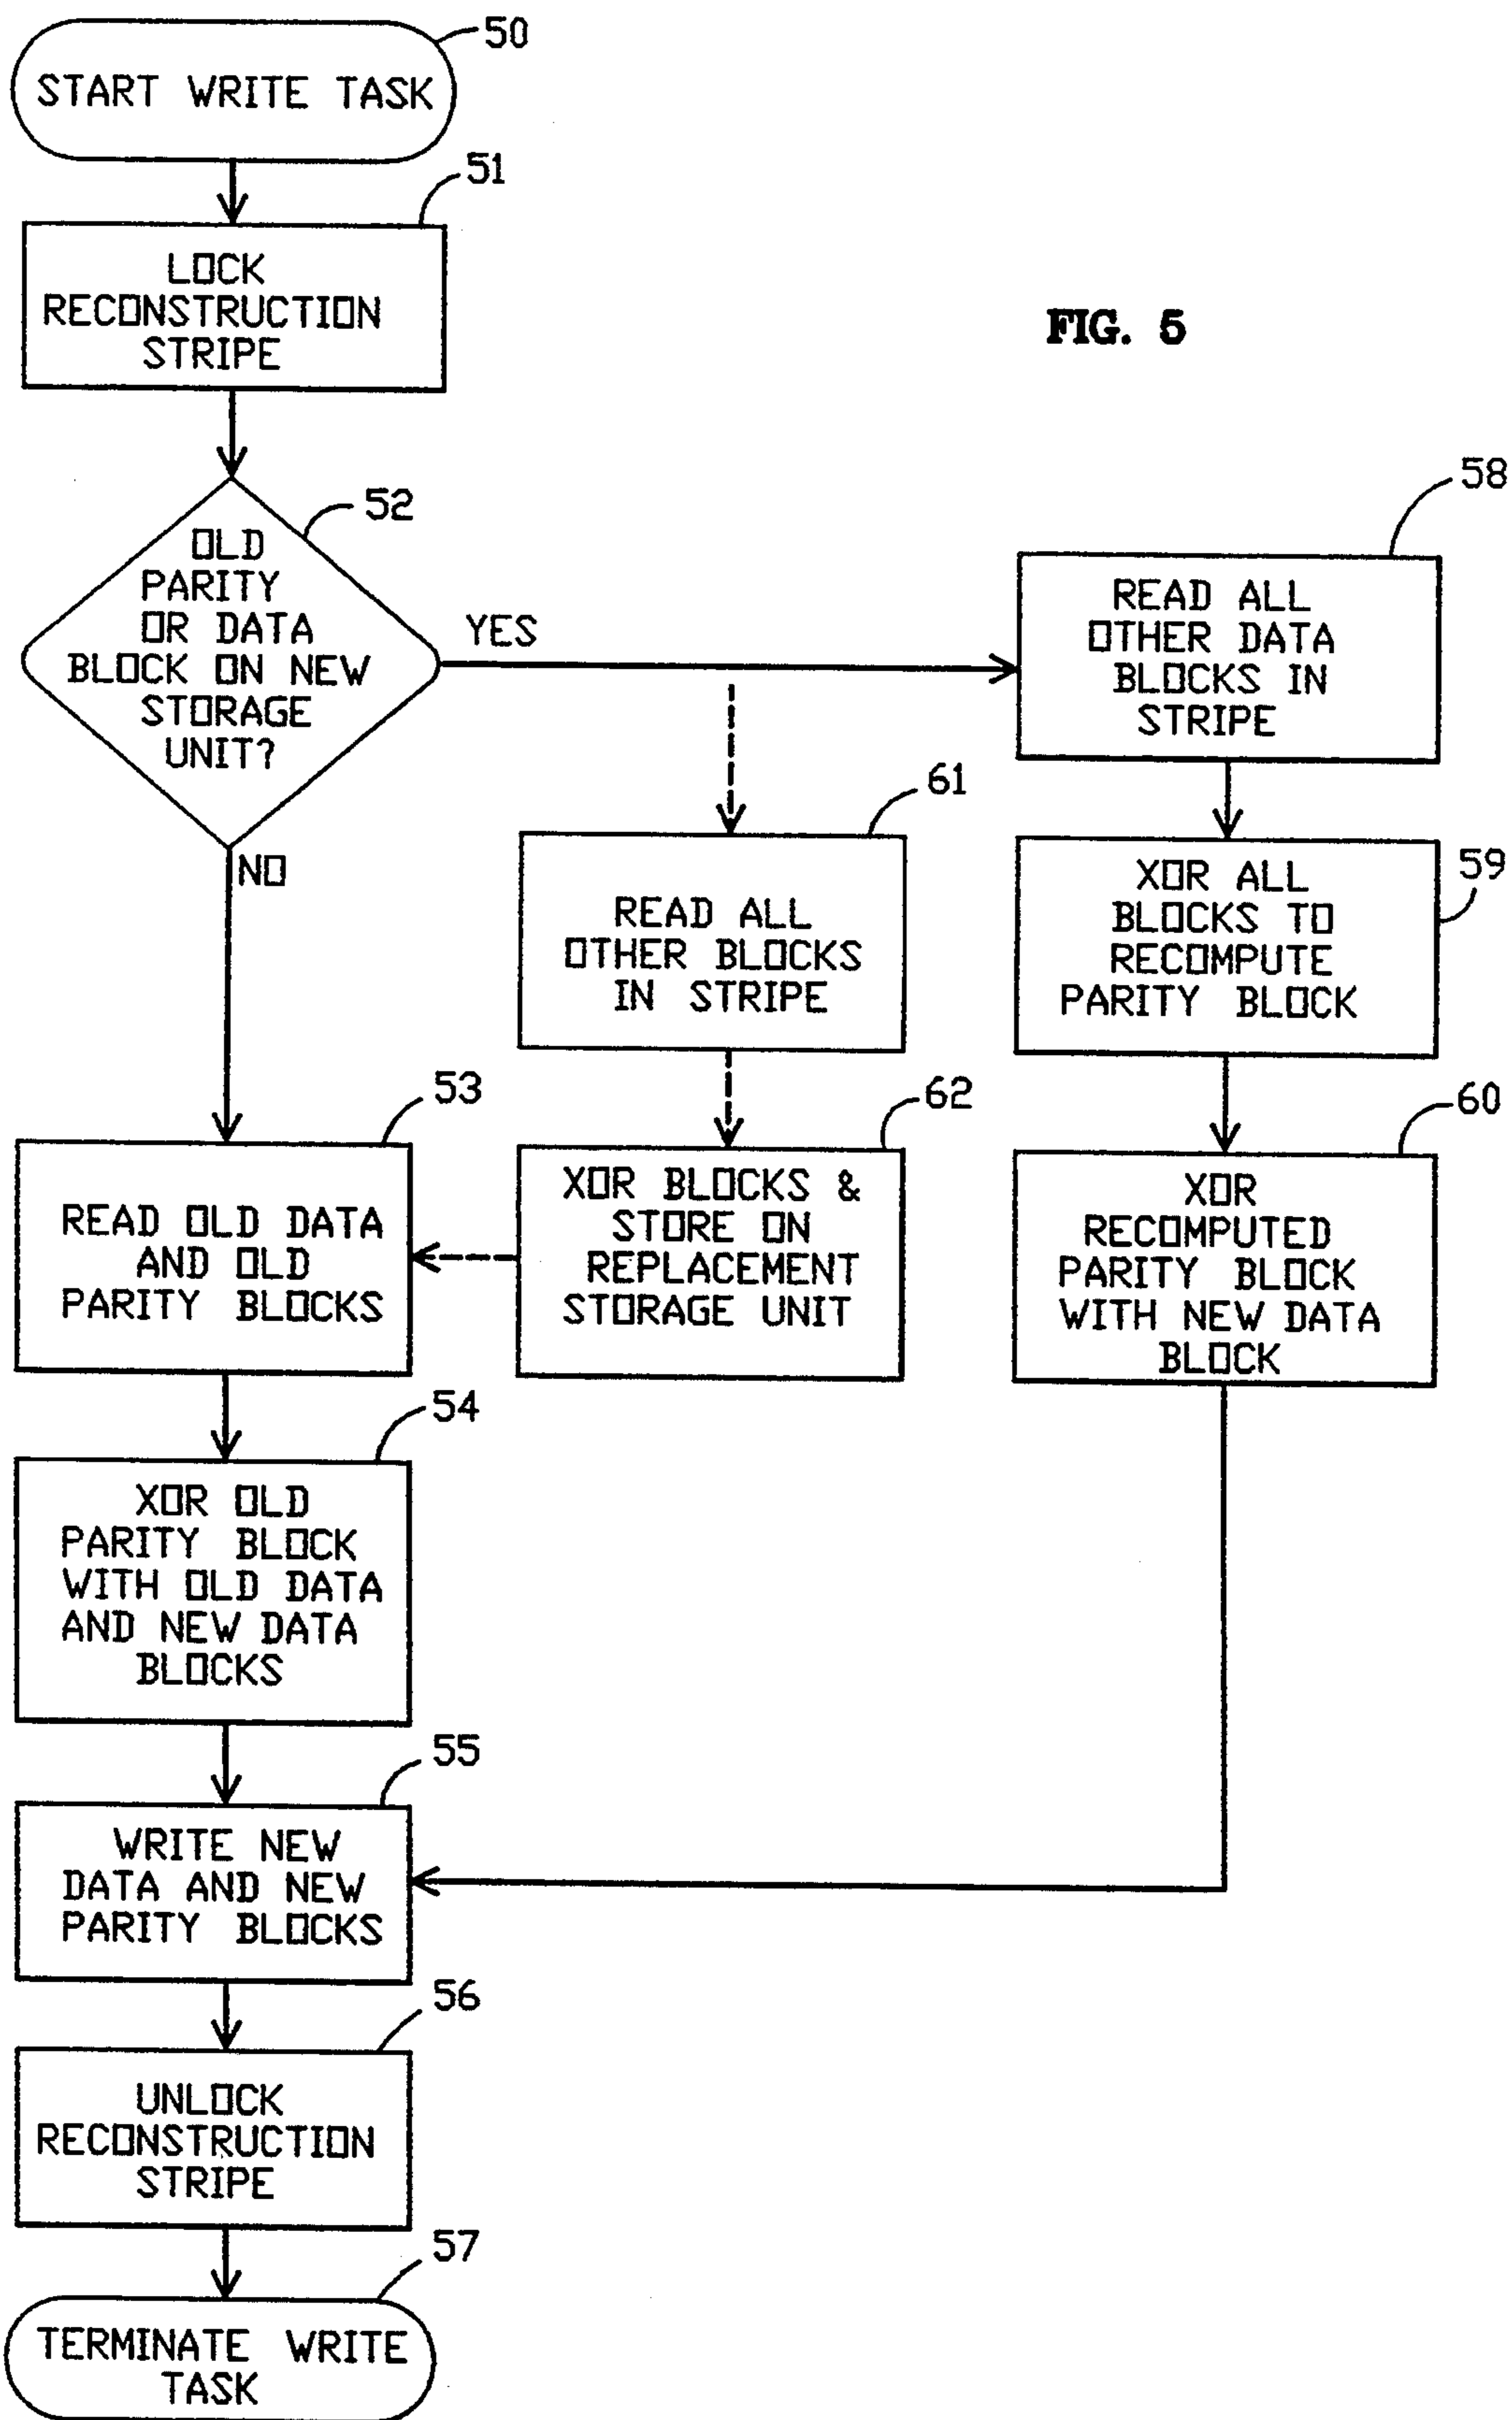 50
START WRITE TASK
51
LOCK
RECONSTRUCTION
STRIPE
FIG. 5
52
OLD
PARITY
OR DATA
BLOCK ON NEW
STORAGE
UNIT?
YES
NO
58
READ ALL
OTHER DATA
BLOCKS IN
STRIPE
61
READ ALL
OTHER BLOCKS
IN STRIPE
59
XOR ALL
BLOCKS TO
RECOMPUTE
PARITY BLOCK
53
READ OLD DATA
AND OLD
PARITY BLOCKS
62
XOR BLOCKS &
STORE ON
REPLACEMENT
STORAGE UNIT
60
XOR
RECOMPUTED
PARITY BLOCK
WITH NEW DATA
BLOCK
54
XOR OLD
PARITY BLOCK
WITH OLD DATA
AND NEW DATA
BLOCKS
55
WRITE NEW
DATA AND NEW
PARITY BLOCKS
56
UNLOCK
RECONSTRUCTION
STRIPE
57
TERMINATE WRITE
TASK